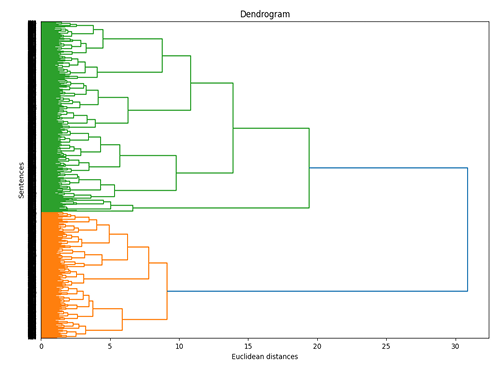 Dendrogram
Sentences
0 5 10 15 20 25 30
Euclidean distances